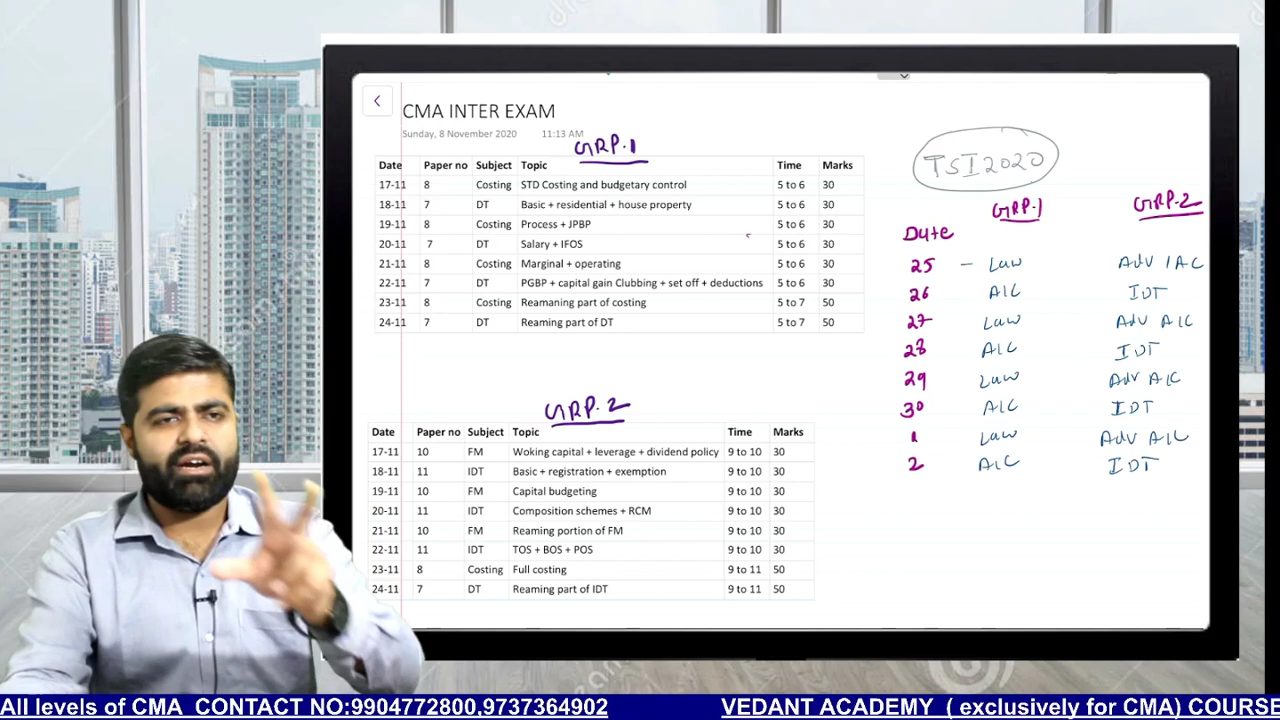 CMA INTER EXAM
Sunday, 8 November 2020 11:13 AM
GRP.1
Date Paper no Subject Topic Time Marks
17-11 8 Costing STD Costing and budgetary control 5 to 6 30
18-11 7 DT Basic + residential + house property 5 to 6 30
19-11 8 Costing Process + JPBP 5 to 6 30
20-11 7 DT Salary + IFOS 5 to 6 30
21-11 8 Costing Marginal + operating 5 to 6 30
22-11 7 DT PGBP + capital gain Clubbing + set off + deductions 5 to 6 30
23-11 8 Costing Reamaning part of costing 5 to 7 50
24-11 7 DT Reaming part of DT 5 to 7 50
GRP.2
Date Paper no Subject Topic Time Marks
17-11 10 FM Woking capital + leverage + dividend policy 9 to 10 30
18-11 11 IDT Basic + registration + exemption 9 to 10 30
19-11 10 FM Capital budgeting 9 to 10 30
20-11 11 IDT Composition schemes + RCM 9 to 10 30
21-11 10 FM Reaming portion of FM 9 to 10 30
22-11 11 IDT TOS + BOS + POS 9 to 10 30
23-11 8 Costing Full costing 9 to 11 50
24-11 7 DT Reaming part of IDT 9 to 11 50
TSI2020
GRP.1 GRP.2
Date
25 - Law Adv A/C
26 A/C IDT
27 Law Adv A/C
28 A/C IDT
29 Law Adv A/C
30 A/C IDT
1 Law Adv A/C
2 A/C IDT
All levels of CMA CONTACT NO:9904772800,9737364902 VEDANT ACADEMY ( exclusively for CMA) COURSE